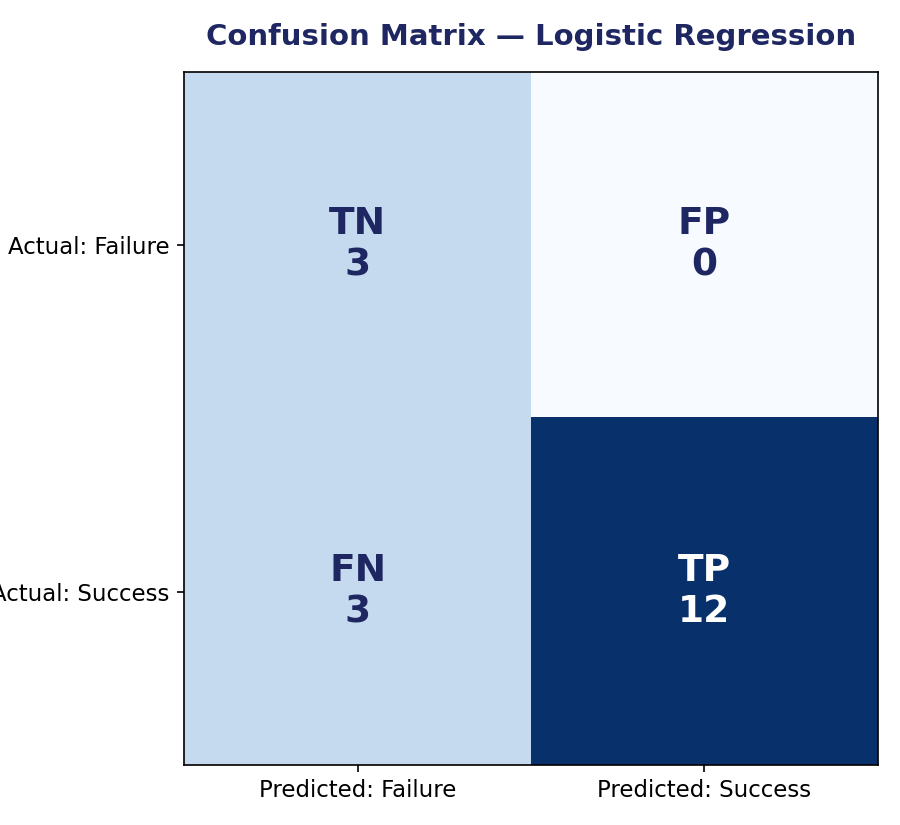 Confusion Matrix — Logistic Regression
TN
3
FP
0
Actual: Failure
FN
3
TP
12
Actual: Success
Predicted: Failure
Predicted: Success